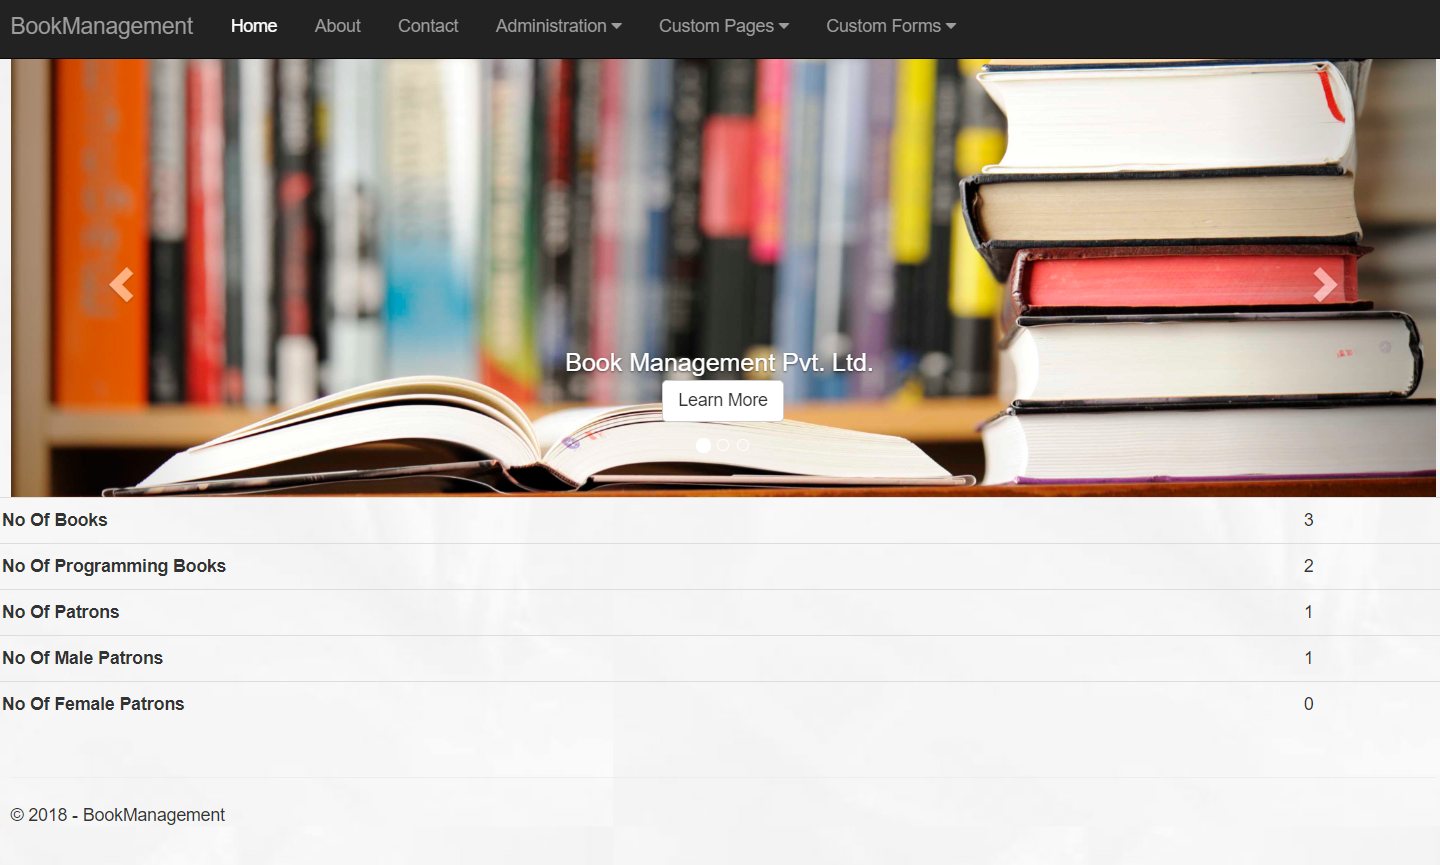 BookManagement Home About Contact Administration Custom Pages Custom Forms
Book Management Pvt. Ltd.
Learn More
No Of Books 3
No Of Programming Books 2
No Of Patrons 1
No Of Male Patrons 1
No Of Female Patrons 0
© 2018 - BookManagement